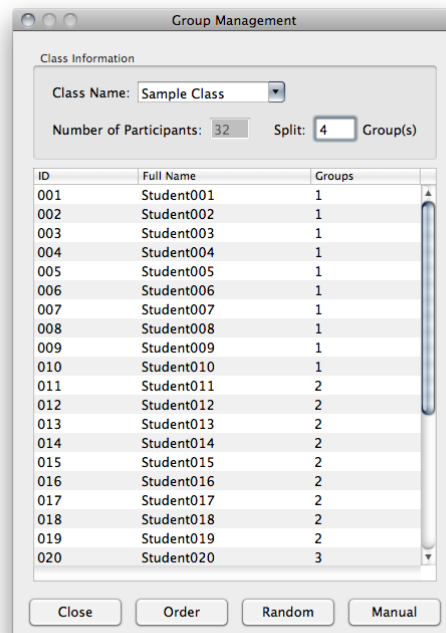 Group Management
Class Information
Class Name: Sample Class
Number of Participants: 32 Split: 4 Group(s)
ID Full Name Groups
001 Student001 1
002 Student002 1
003 Student003 1
004 Student004 1
005 Student005 1
006 Student006 1
007 Student007 1
008 Student008 1
009 Student009 1
010 Student010 1
011 Student011 2
012 Student012 2
013 Student013 2
014 Student014 2
015 Student015 2
016 Student016 2
017 Student017 2
018 Student018 2
019 Student019 2
020 Student020 3
Close Order Random Manual